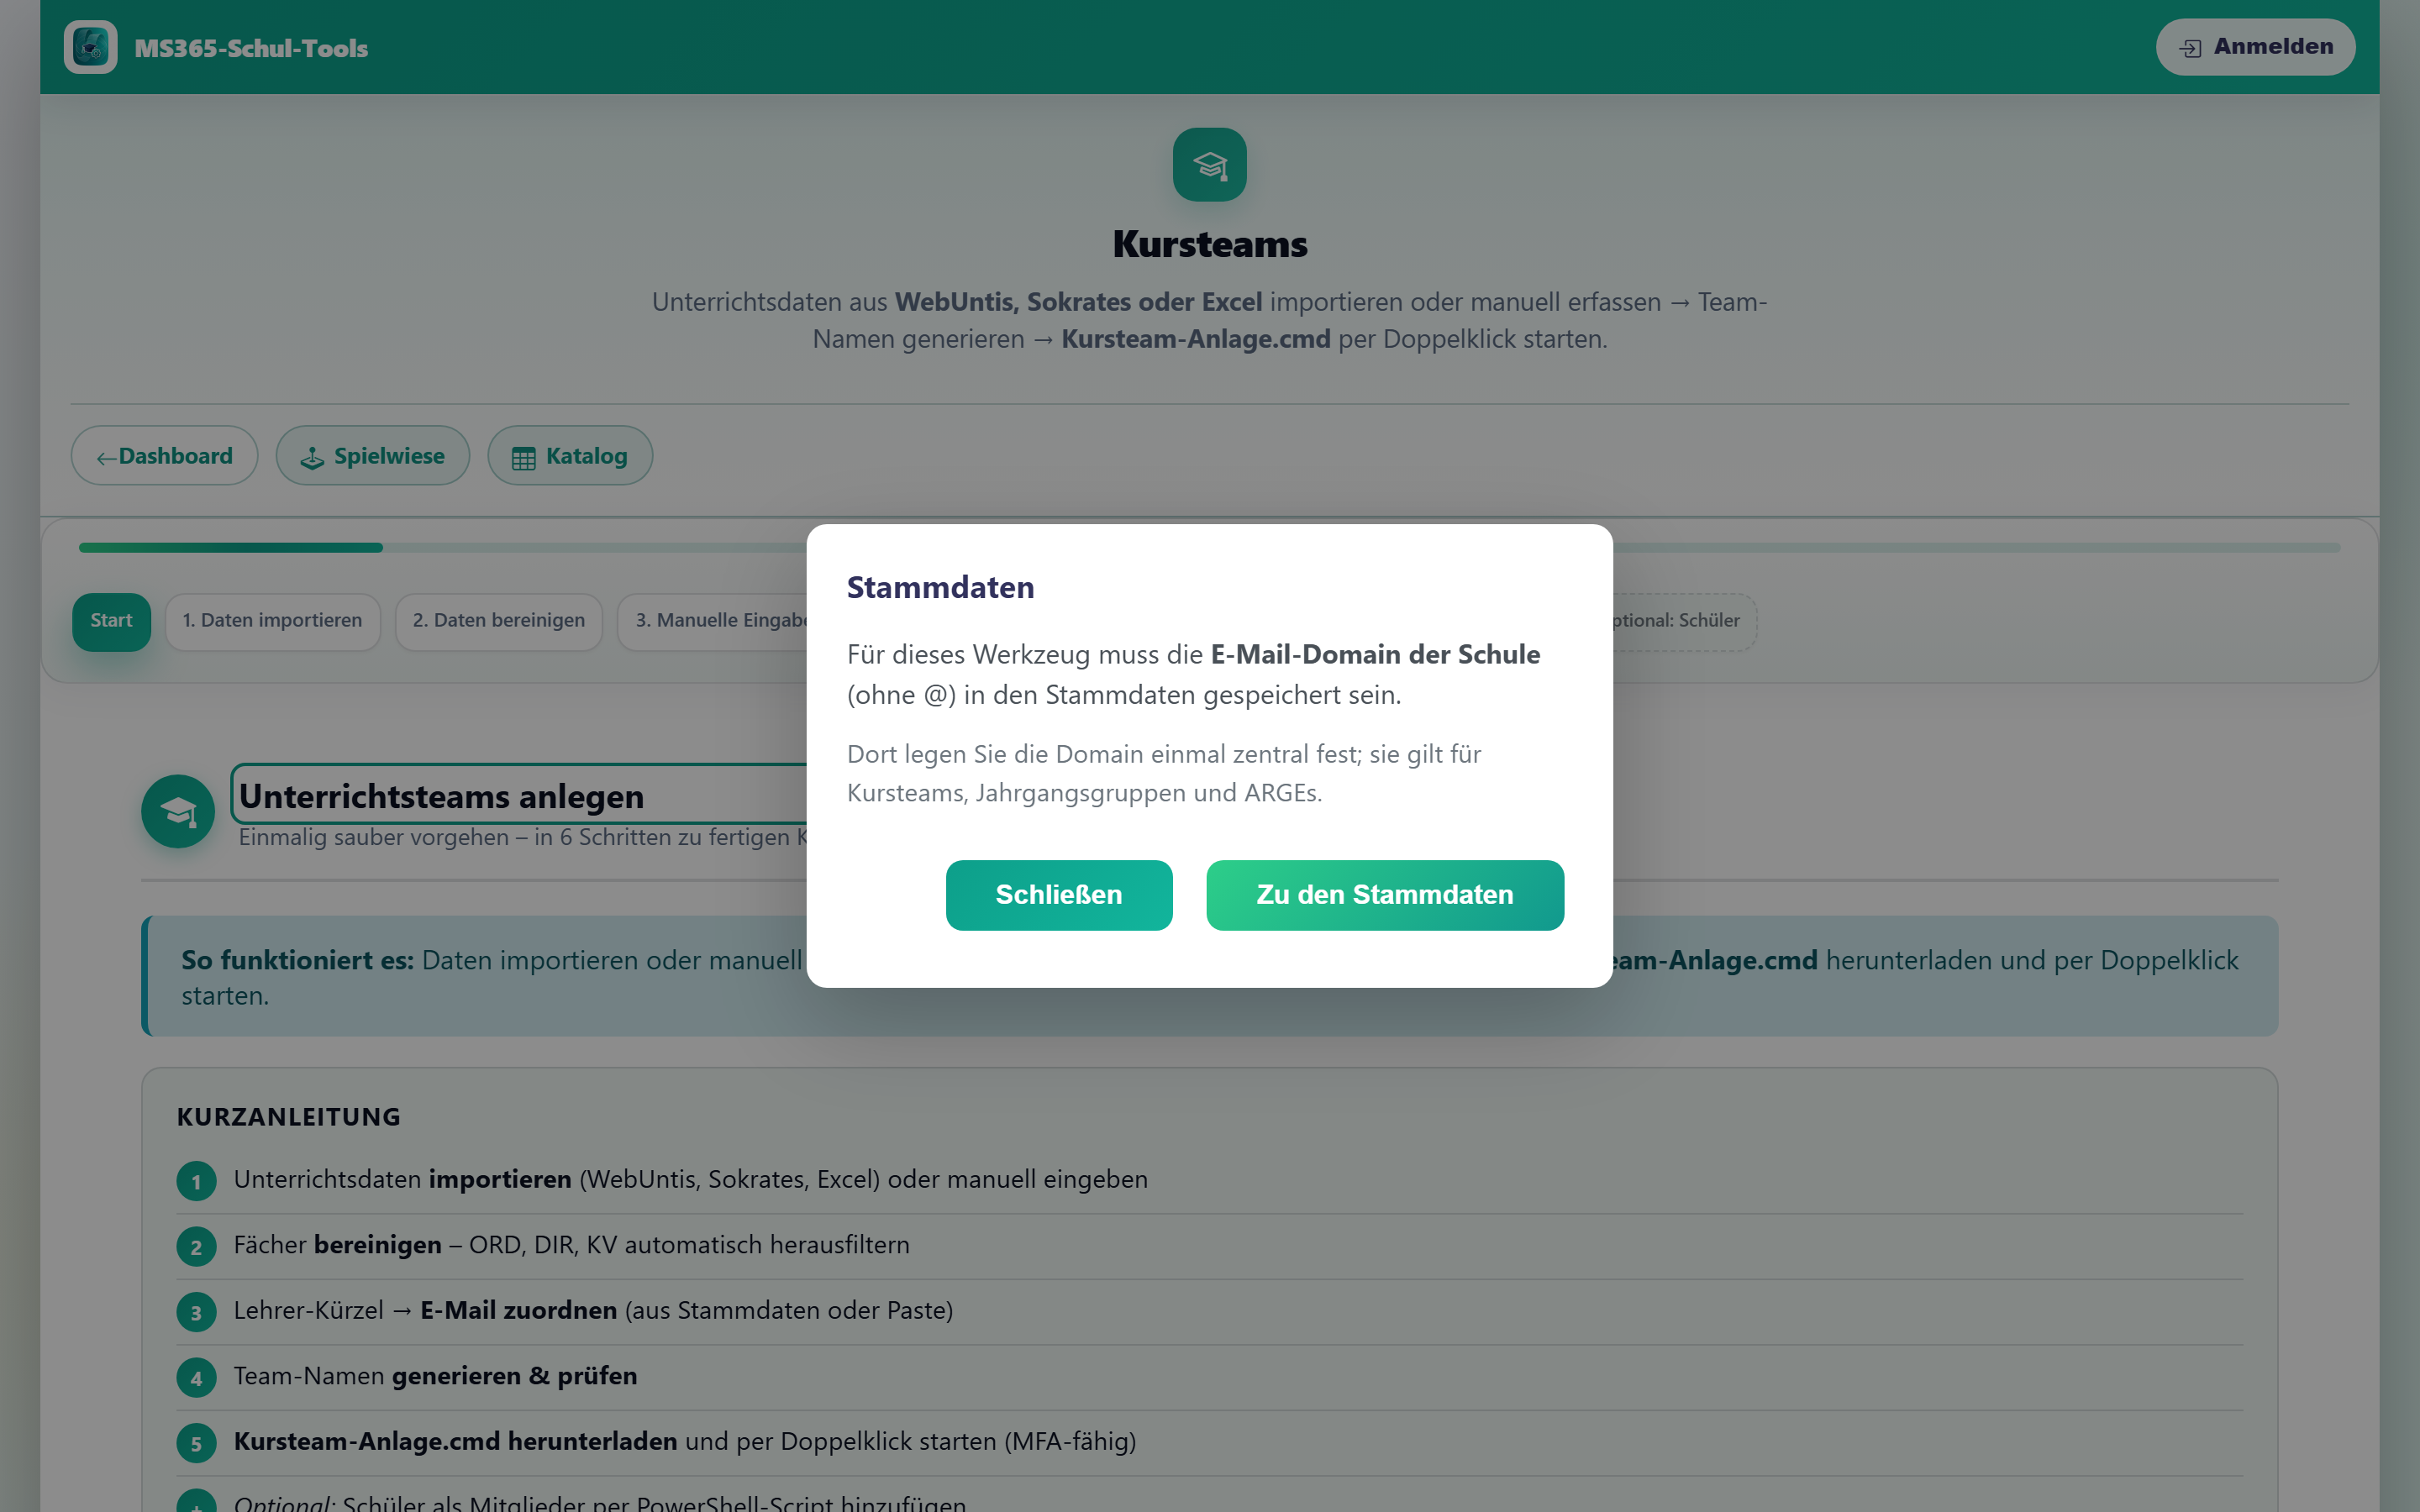 MS365-Schul-Tools
Anmelden
Kursteams
Unterrichtsdaten aus WebUntis, Sokrates oder Excel importieren oder manuell erfassen → Team-
Namen generieren → Kursteam-Anlage.cmd per Doppelklick starten.
←Dashboard
Spielwiese
Katalog
Start
1. Daten importieren
2. Daten bereinigen
3. Manuelle Eingabe
Optional: Schüler
Stammdaten
Für dieses Werkzeug muss die E-Mail-Domain der Schule
(ohne @) in den Stammdaten gespeichert sein.
Dort legen Sie die Domain einmal zentral fest; sie gilt für
Kursteams, Jahrgangsgruppen und ARGEs.
Schließen
Zu den Stammdaten
Unterrichtsteams anlegen
Einmalig sauber vorgehen – in 6 Schritten zu fertigen
So funktioniert es: Daten importieren oder manuell
eam-Anlage.cmd herunterladen und per Doppelklick
starten.
KURZANLEITUNG
1 Unterrichtsdaten importieren (WebUntis, Sokrates, Excel) oder manuell eingeben
2 Fächer bereinigen – ORD, DIR, KV automatisch herausfiltern
3 Lehrer-Kürzel → E-Mail zuordnen (aus Stammdaten oder Paste)
4 Team-Namen generieren & prüfen
5 Kursteam-Anlage.cmd herunterladen und per Doppelklick starten (MFA-fähig)
+ Optional: Schüler als Mitglieder per PowerShell-Script hinzufügen